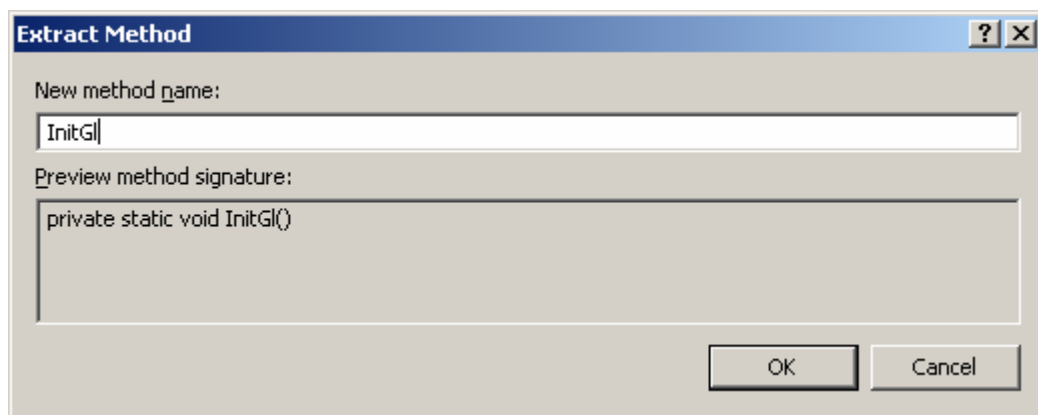 Extract Method
New method name:
InitGl
Preview method signature:
private static void InitGl()
OK Cancel